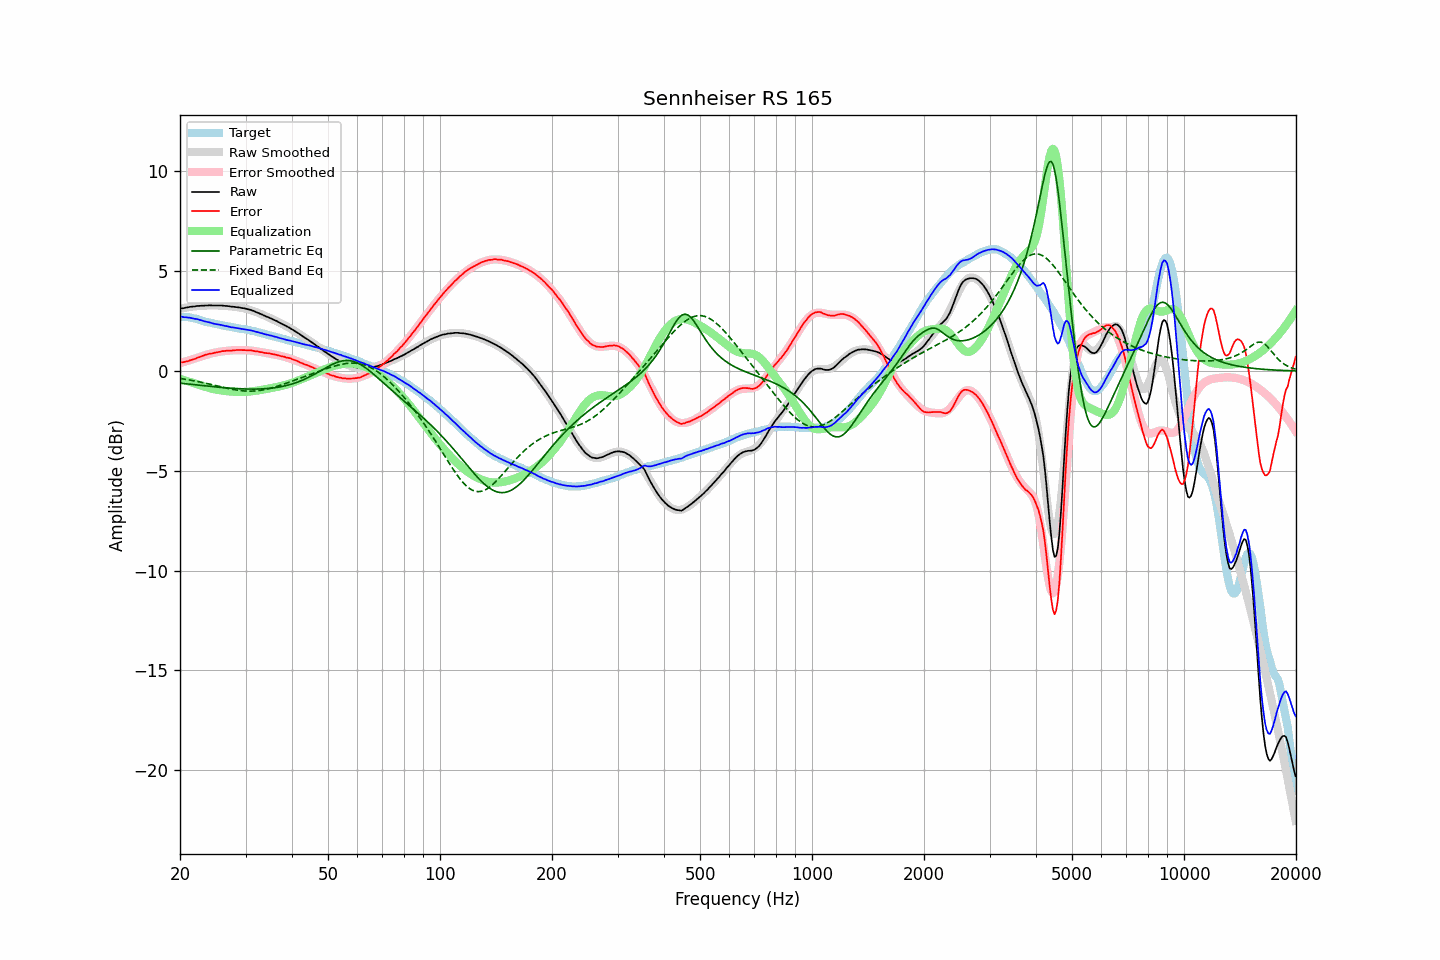 Sennheiser RS 165
Target
Raw Smoothed
Error Smoothed
Raw
Error
Equalization
Parametric Eq
Fixed Band Eq
Equalized
10
5
0
−5
−10
−15
−20
Amplitude (dBr)
20 50 100 200 500 1000 2000 5000 10000 20000
Frequency (Hz)